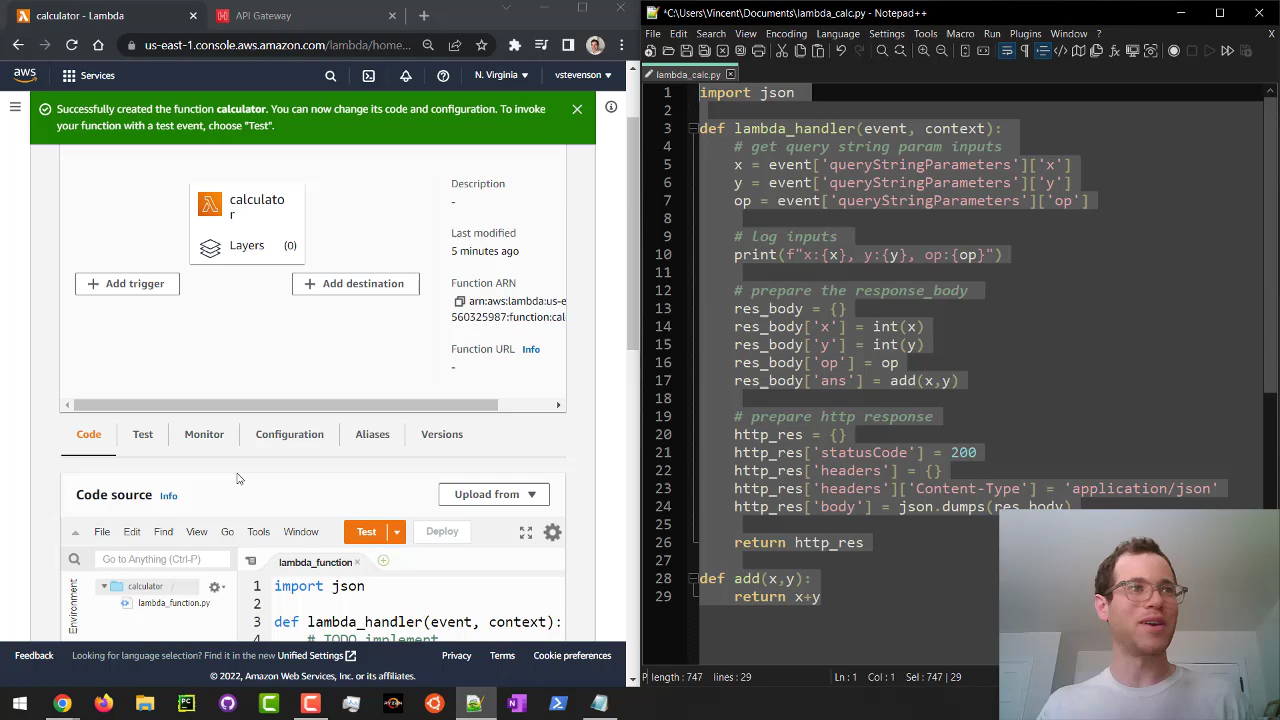 calculator - Lambda
API Gateway
us-east-1.console.aws.amazon.com/lambda/home...
aws
Services
N. Virginia
vstevenson
Successfully created the function calculator. You can now change its code and configuration. To invoke
your function with a test event, choose "Test".
calculato
r
Layers (0)
+ Add trigger
+ Add destination
Description
-
Last modified
5 minutes ago
Function ARN
arn:aws:lambda:us-e
560325987:function:cal
Function URL Info
-
Code
Test
Monitor
Configuration
Aliases
Versions
Code source Info
Upload from
File Edit Find View Go Tools Window
Test
Deploy
Go to Anything (Ctrl-P)
lambda_function
Environment
calculator /
lambda_function.py
1 import json
2
3 def lambda_handler(event, context):
4 # TODO implement
Feedback
Looking for language selection? Find it in the new Unified Settings
Privacy
Terms
Cookie preferences
© 2022, Amazon Web Services, Inc. or its affiliates.
*C:\Users\Vincent\Documents\lambda_calc.py - Notepad++
File Edit Search View Encoding Language Settings Tools Macro Run Plugins Window ?
X
lambda_calc.py
1 import json
2
3 def lambda_handler(event, context):
4 # get query string param inputs
5 x = event['queryStringParameters']['x']
6 y = event['queryStringParameters']['y']
7 op = event['queryStringParameters']['op']
8
9 # log inputs
10 print(f"x:{x}, y:{y}, op:{op}")
11
12 # prepare the response_body
13 res_body = {}
14 res_body['x'] = int(x)
15 res_body['y'] = int(y)
16 res_body['op'] = op
17 res_body['ans'] = add(x,y)
18
19 # prepare http response
20 http_res = {}
21 http_res['statusCode'] = 200
22 http_res['headers'] = {}
23 http_res['headers']['Content-Type'] = 'application/json'
24 http_res['body'] = json.dumps(res_body)
25
26 return http_res
27
28 def add(x,y):
29 return x+y
length : 747 lines : 29
Ln : 1 Col : 1 Sel : 747 | 29